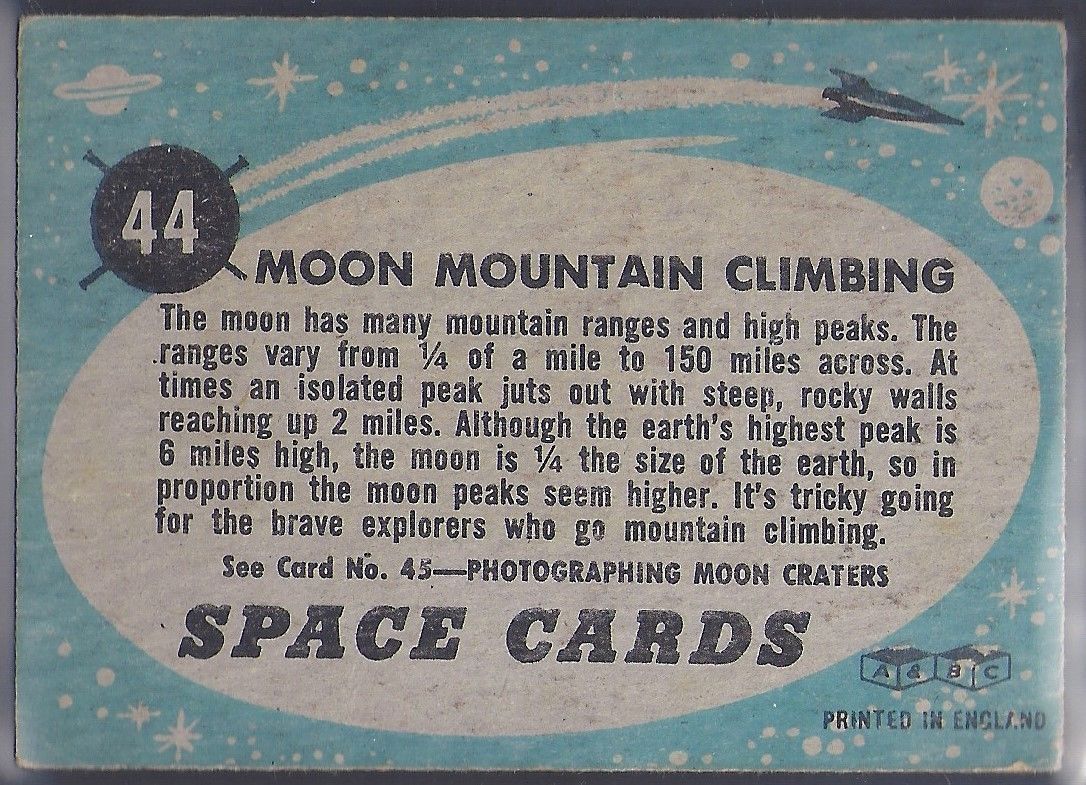 44
MOON MOUNTAIN CLIMBING
The moon has many mountain ranges and high peaks. The
ranges vary from ¼ of a mile to 150 miles across. At
times an isolated peak juts out with steep, rocky walls
reaching up 2 miles. Although the earth's highest peak is
6 miles high, the moon is ¼ the size of the earth, so in
proportion the moon peaks seem higher. It's tricky going
for the brave explorers who go mountain climbing.
See Card No. 45—PHOTOGRAPHING MOON CRATERS
SPACE CARDS
A & B C
PRINTED IN ENGLAND